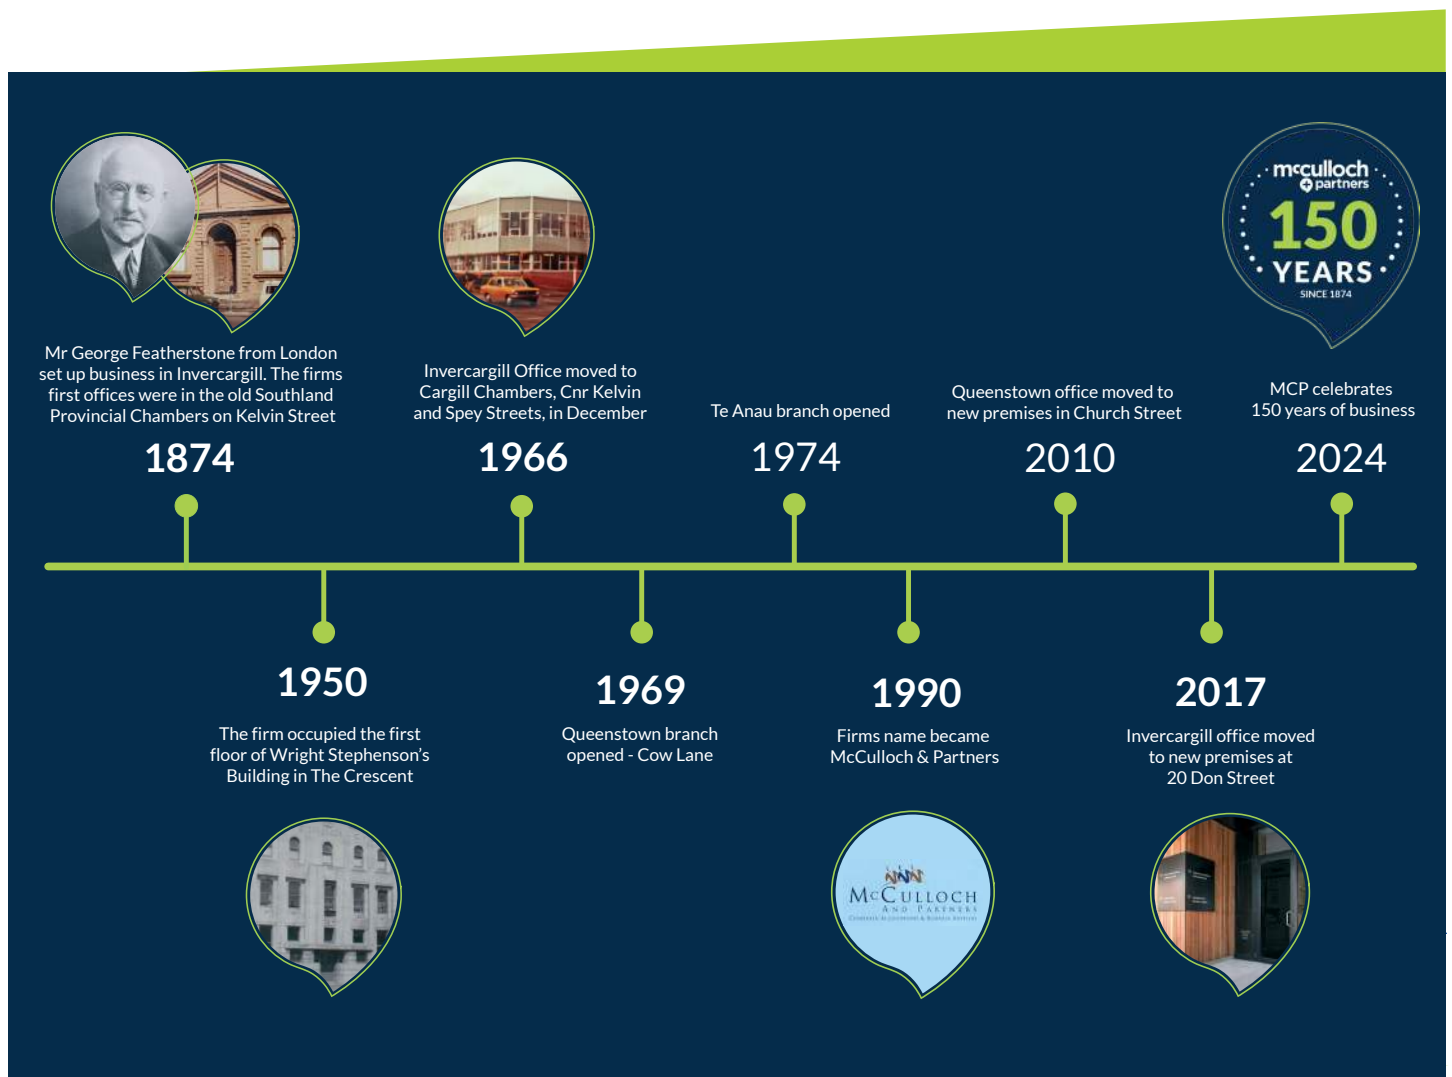 mcculloch
partners
150
YEARS
SINCE 1874
Mr George Featherstone from London
set up business in Invercargill. The firms
first offices were in the old Southland
Provincial Chambers on Kelvin Street
1874
Invercargill Office moved to
Cargill Chambers, Cnr Kelvin
and Spey Streets, in December
1966
Te Anau branch opened
1974
Queenstown office moved to
new premises in Church Street
2010
MCP celebrates
150 years of business
2024
1950
The firm occupied the first
floor of Wright Stephenson’s
Building in The Crescent
1969
Queenstown branch
opened - Cow Lane
1990
Firms name became
McCulloch & Partners
McCulloch
And Partners
2017
Invercargill office moved
to new premises at
20 Don Street